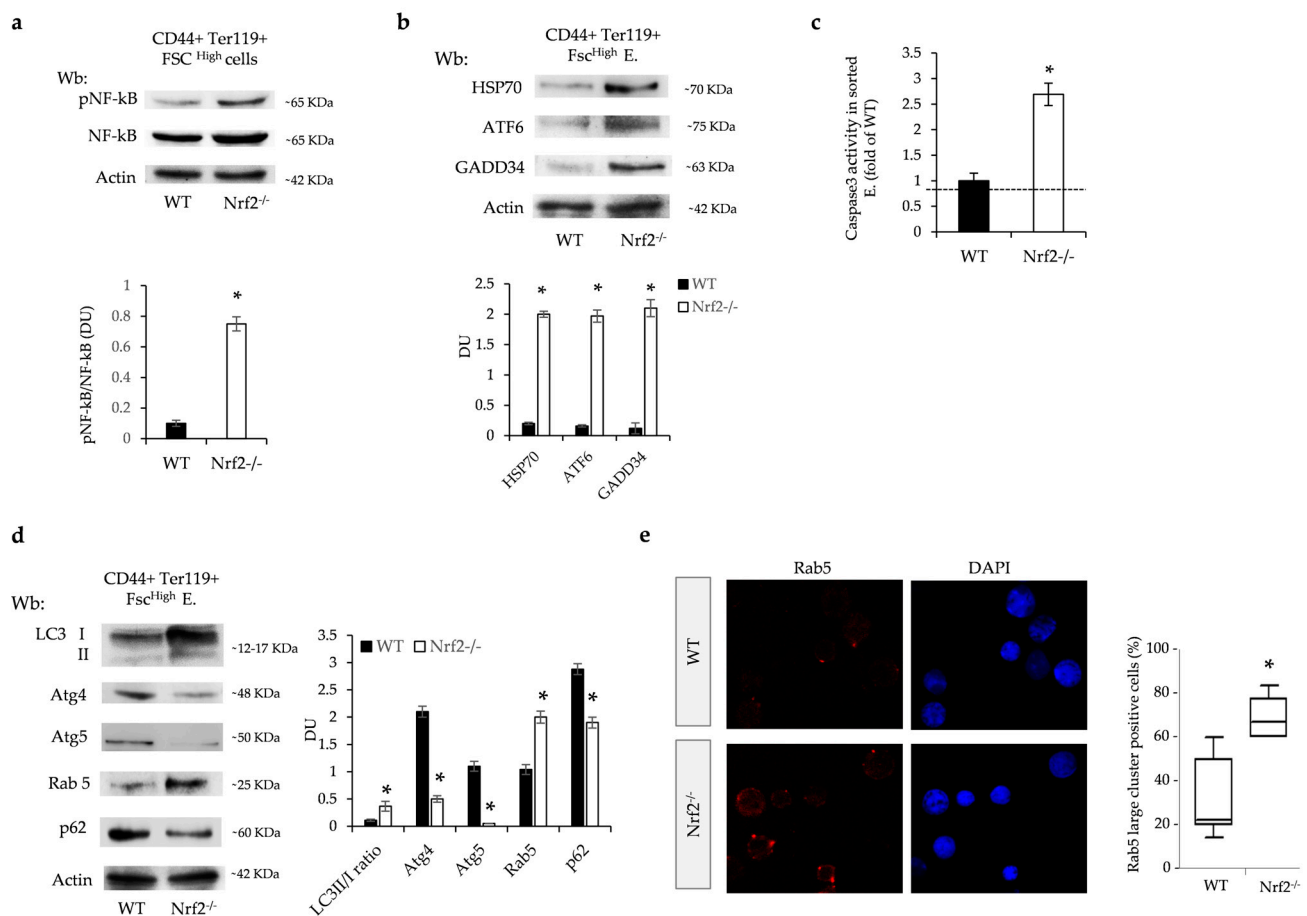 a
CD44+ Ter119+
FSC High cells
Wb:
pNF-kB
~65 KDa
NF-kB
~65 KDa
Actin
~42 KDa
WT
Nrf2-/-
pNF-kB/NF-kB (DU)
1
0.8
0.6
0.4
0.2
0
*
WT
Nrf2-/-
b
CD44+ Ter119+
FscHigh E.
Wb:
HSP70
~70 KDa
ATF6
~75 KDa
GADD34
~63 KDa
Actin
~42 KDa
WT
Nrf2-/-
DU
2.5
2
1.5
1
0.5
0
* * *
WT
Nrf2-/-
HSP70
ATF6
GADD34
c
Caspase3 activity in sorted
E. (fold of WT)
3.5
3
2.5
2
1.5
1
0.5
0
*
WT
Nrf2-/-
d
CD44+ Ter119+
FscHigh E.
Wb:
LC3 I
II
~12-17 KDa
Atg4
~48 KDa
Atg5
~50 KDa
Rab 5
~25 KDa
p62
~60 KDa
Actin
~42 KDa
WT
Nrf2-/-
DU
3.5
3
2.5
2
1.5
1
0.5
0
WT
Nrf2-/-
* * * * *
LC3II/I ratio
Atg4
Atg5
Rab5
p62
e
Rab5
DAPI
WT
Nrf2-/-
Rab5 large cluster positive cells (%)
100
80
60
40
20
0
*
WT
Nrf2-/-